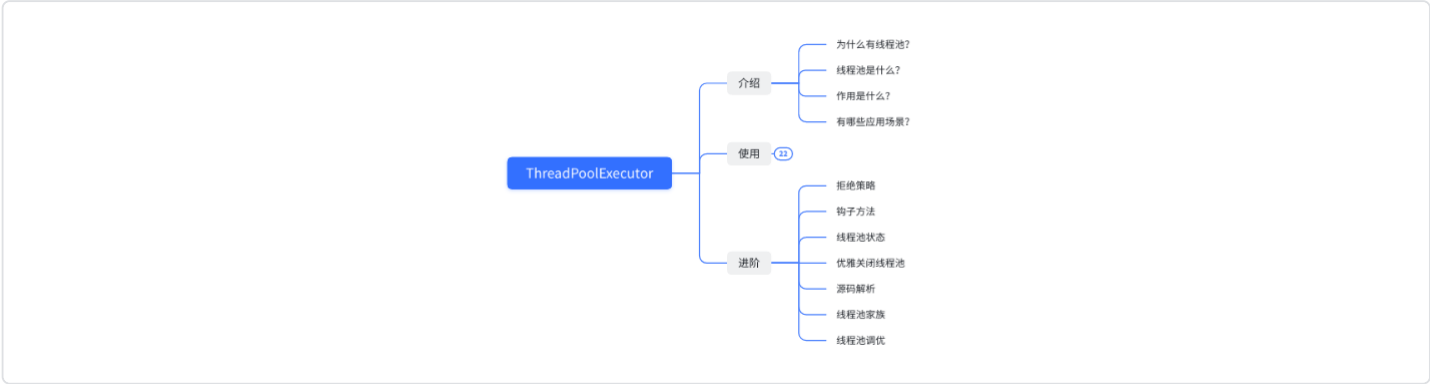 ThreadPoolExecutor
介绍
为什么有线程池?
线程池是什么?
作用是什么?
有哪些应用场景?
使用
22
进阶
拒绝策略
钩子方法
线程池状态
优雅关闭线程池
源码解析
线程池家族
线程池调优